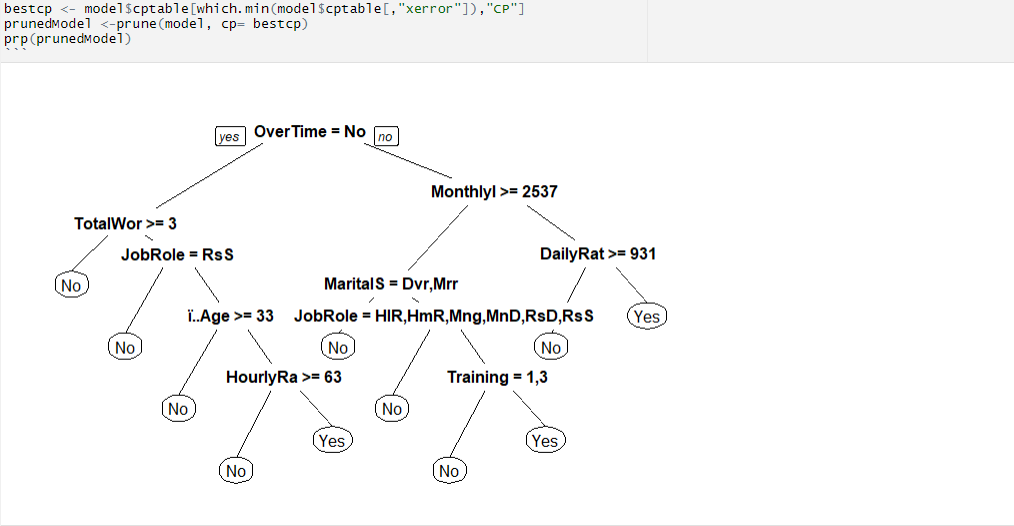 bestcp <- model$cptable[which.min(model$cptable[,"xerror"]),"CP"]
prunedModel <-prune(model, cp= bestcp)
prp(prunedModel)
```
yes OverTime = No no
MonthlyI >= 2537
TotalWor >= 3
JobRole = RsS
DailyRat >= 931
No
MaritalS = Dvr,Mrr
ï..Age >= 33
JobRole = HlR,HmR,Mng,MnD,RsD,RsS
Yes
No
No
No
HourlyRa >= 63
Training = 1,3
No
No
Yes
Yes
No
No